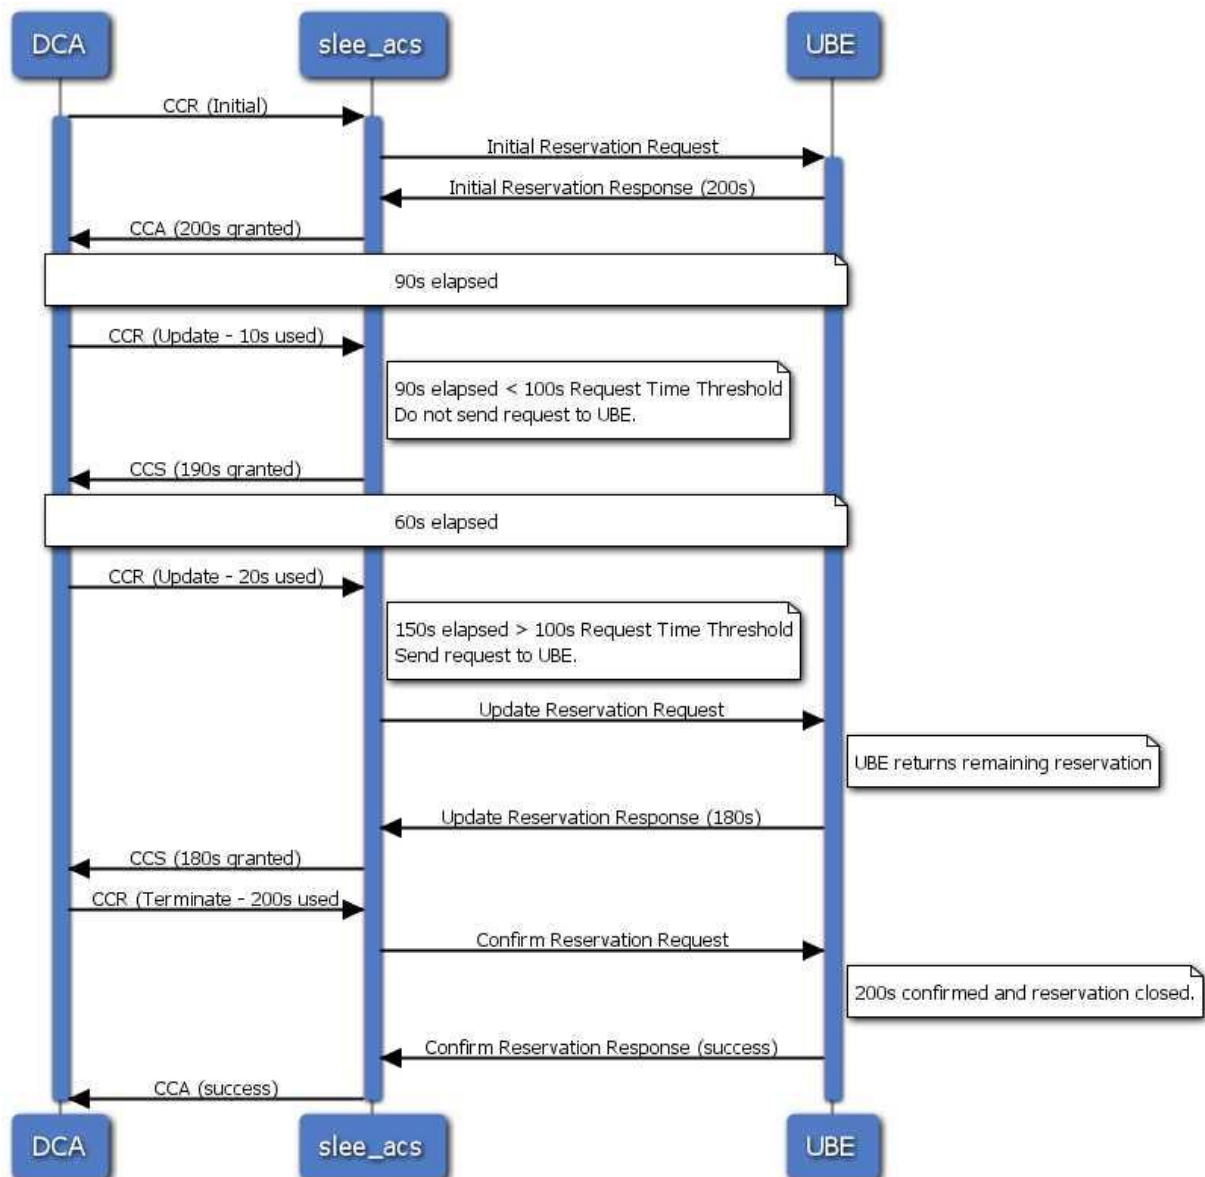 DCA slee_acs UBE
CCR (Initial)
Initial Reservation Request
Initial Reservation Response (200s)
CCA (200s granted)
90s elapsed
CCR (Update - 10s used)
90s elapsed < 100s Request Time Threshold
Do not send request to UBE.
CCS (190s granted)
60s elapsed
CCR (Update - 20s used)
150s elapsed > 100s Request Time Threshold
Send request to UBE.
Update Reservation Request
UBE returns remaining reservation
Update Reservation Response (180s)
CCS (180s granted)
CCR (Terminate - 200s used
Confirm Reservation Request
200s confirmed and reservation closed.
Confirm Reservation Response (success)
CCA (success)
DCA slee_acs UBE